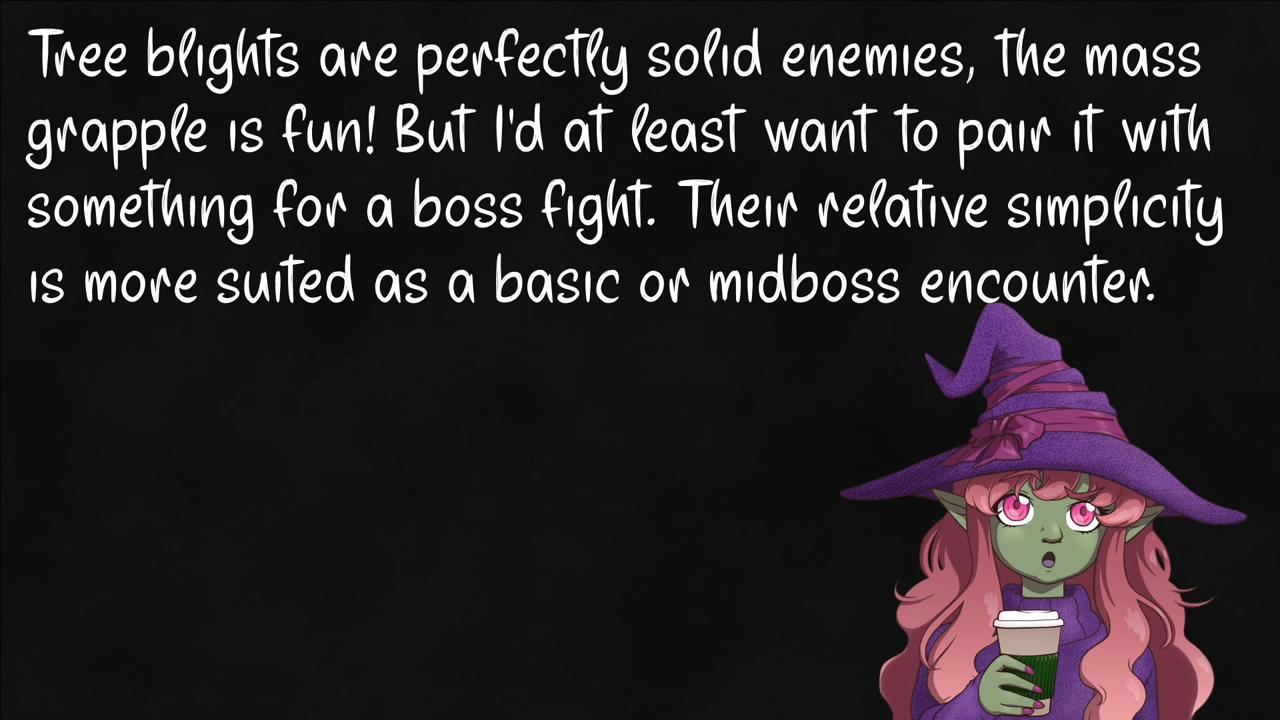 Tree blights are perfectly solid enemies, the mass
grapple is fun! But I'd at least want to pair it with
something for a boss fight. Their relative simplicity
is more suited as a basic or midboss encounter.